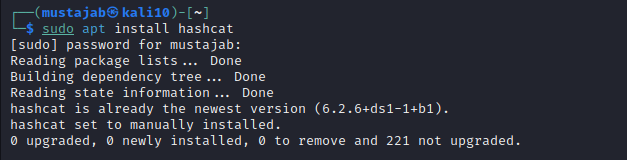 ┌──(mustajab㉿kali10)-[~]
└─$ sudo apt install hashcat
[sudo] password for mustajab:
Reading package lists... Done
Building dependency tree... Done
Reading state information... Done
hashcat is already the newest version (6.2.6+ds1-1+b1).
hashcat set to manually installed.
0 upgraded, 0 newly installed, 0 to remove and 221 not upgraded.